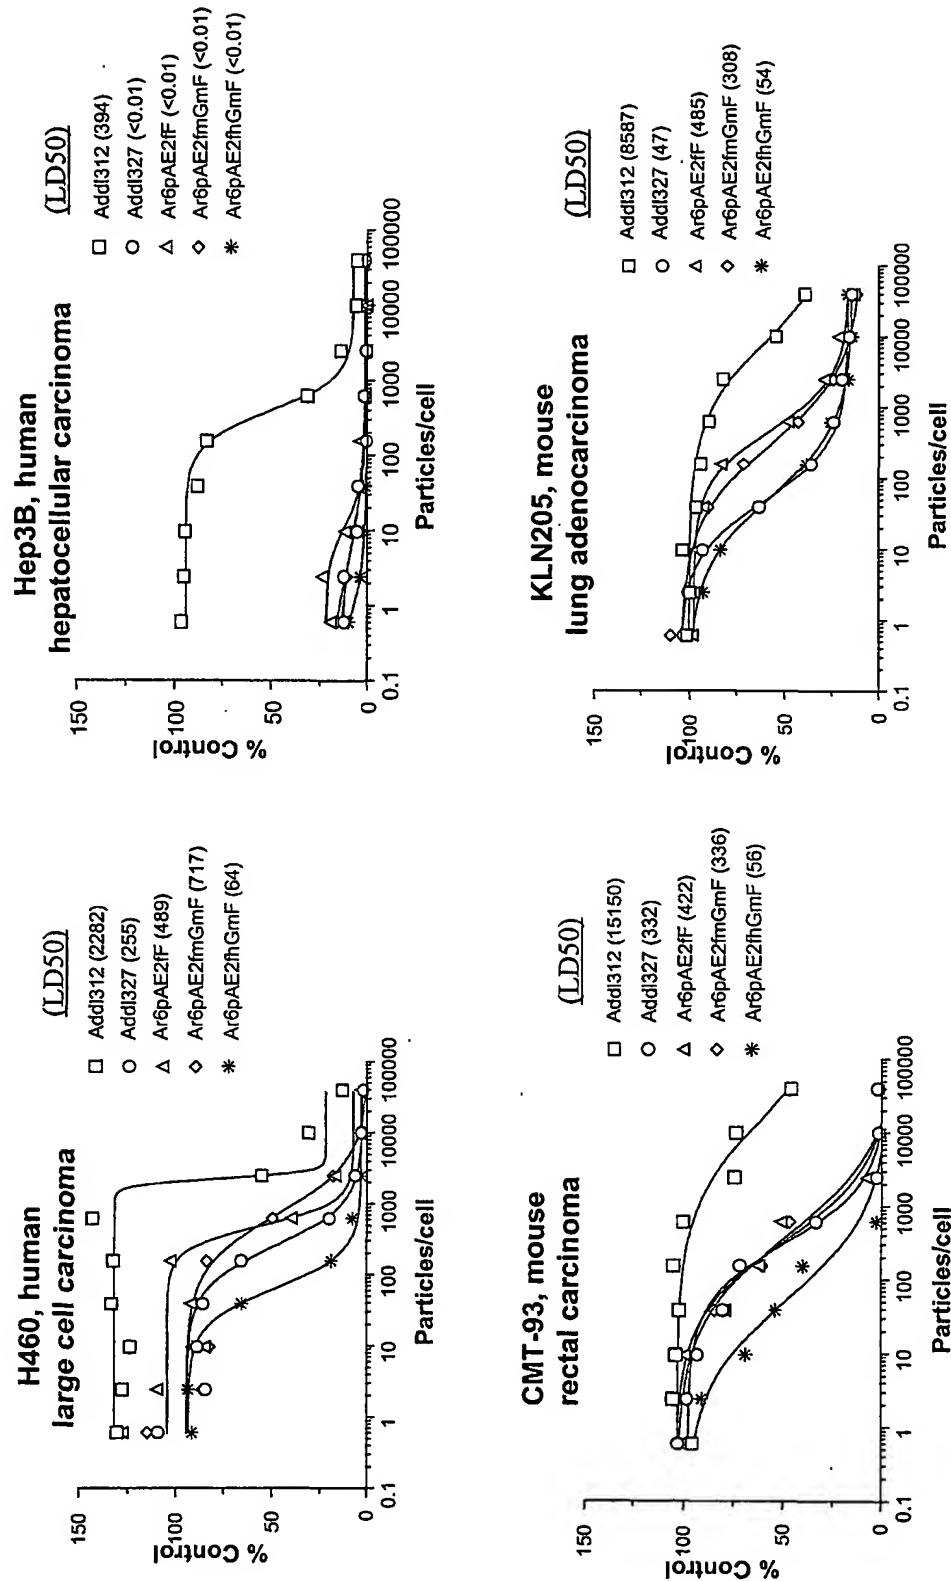 H460, human
large cell carcinoma
150
100
50
0
% Control
0.1
1
10
100
1000
10000
100000
Particles/cell
(LD50)
Addl312 (2282)
Addl327 (255)
Ar6pAE2fF (489)
Ar6pAE2fmGmF (717)
Ar6pAE2fhGmF (64)
Hep3B, human
hepatocellular carcinoma
150
100
50
0
% Control
0.1
1
10
100
1000
10000
100000
Particles/cell
(LD50)
Addl312 (394)
Addl327 (<0.01)
Ar6pAE2fF (<0.01)
Ar6pAE2fmGmF (<0.01)
Ar6pAE2fhGmF (<0.01)
CMT-93, mouse
rectal carcinoma
150
100
50
0
% Control
0.1
1
10
100
1000
10000
100000
Particles/cell
(LD50)
Addl312 (15150)
Addl327 (332)
Ar6pAE2fF (422)
Ar6pAE2fmGmF (336)
Ar6pAE2fhGmF (56)
KLN205, mouse
lung adenocarcinoma
150
100
50
0
% Control
0.1
1
10
100
1000
10000
100000
Particles/cell
(LD50)
Addl312 (8587)
Addl327 (47)
Ar6pAE2fF (485)
Ar6pAE2fmGmF (308)
Ar6pAE2fhGmF (54)